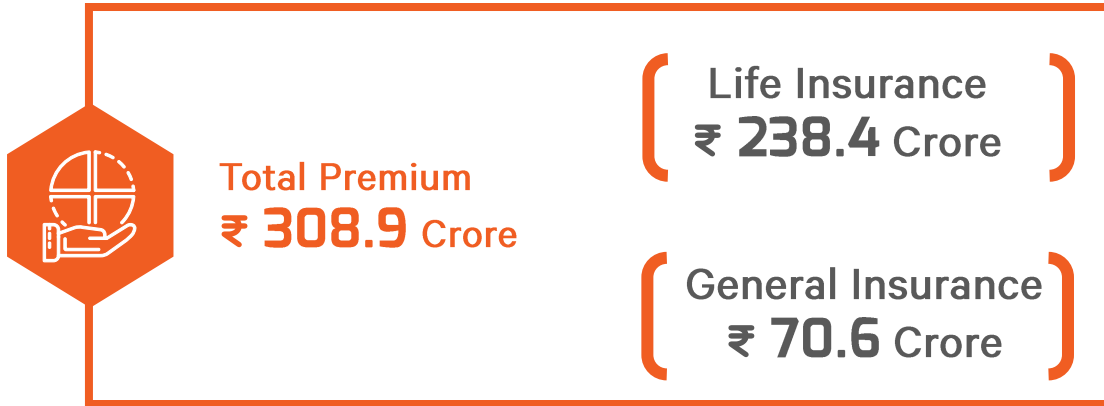 Total Premium
₹ 308.9 Crore
Life Insurance
₹ 238.4 Crore
General Insurance
₹ 70.6 Crore